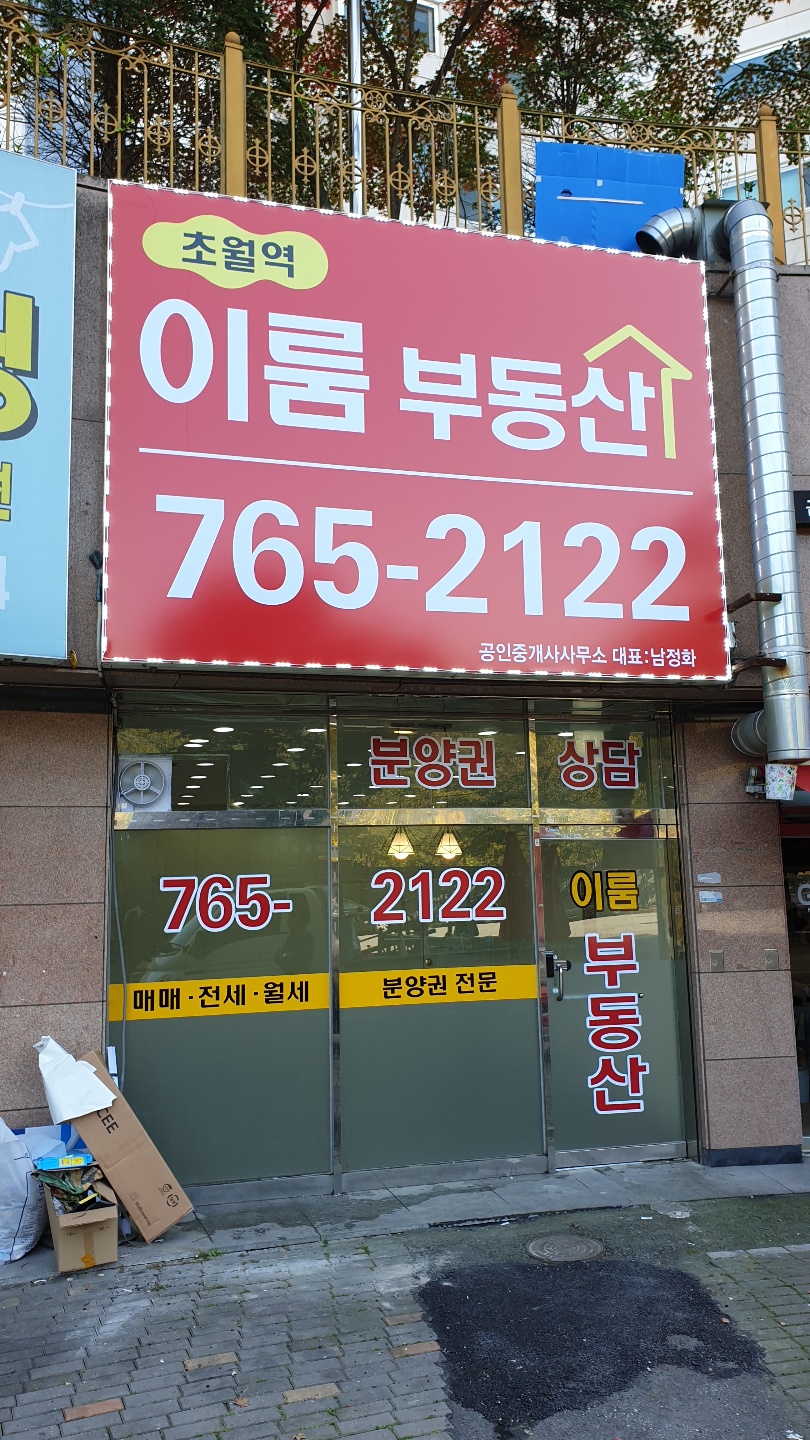 초월역
이룸 부동산
765-2122
공인중개사사무소 대표:남정화
분양권 상담
765-2122
이룸
부동산
매매·전세·월세
분양권 전문
CEE